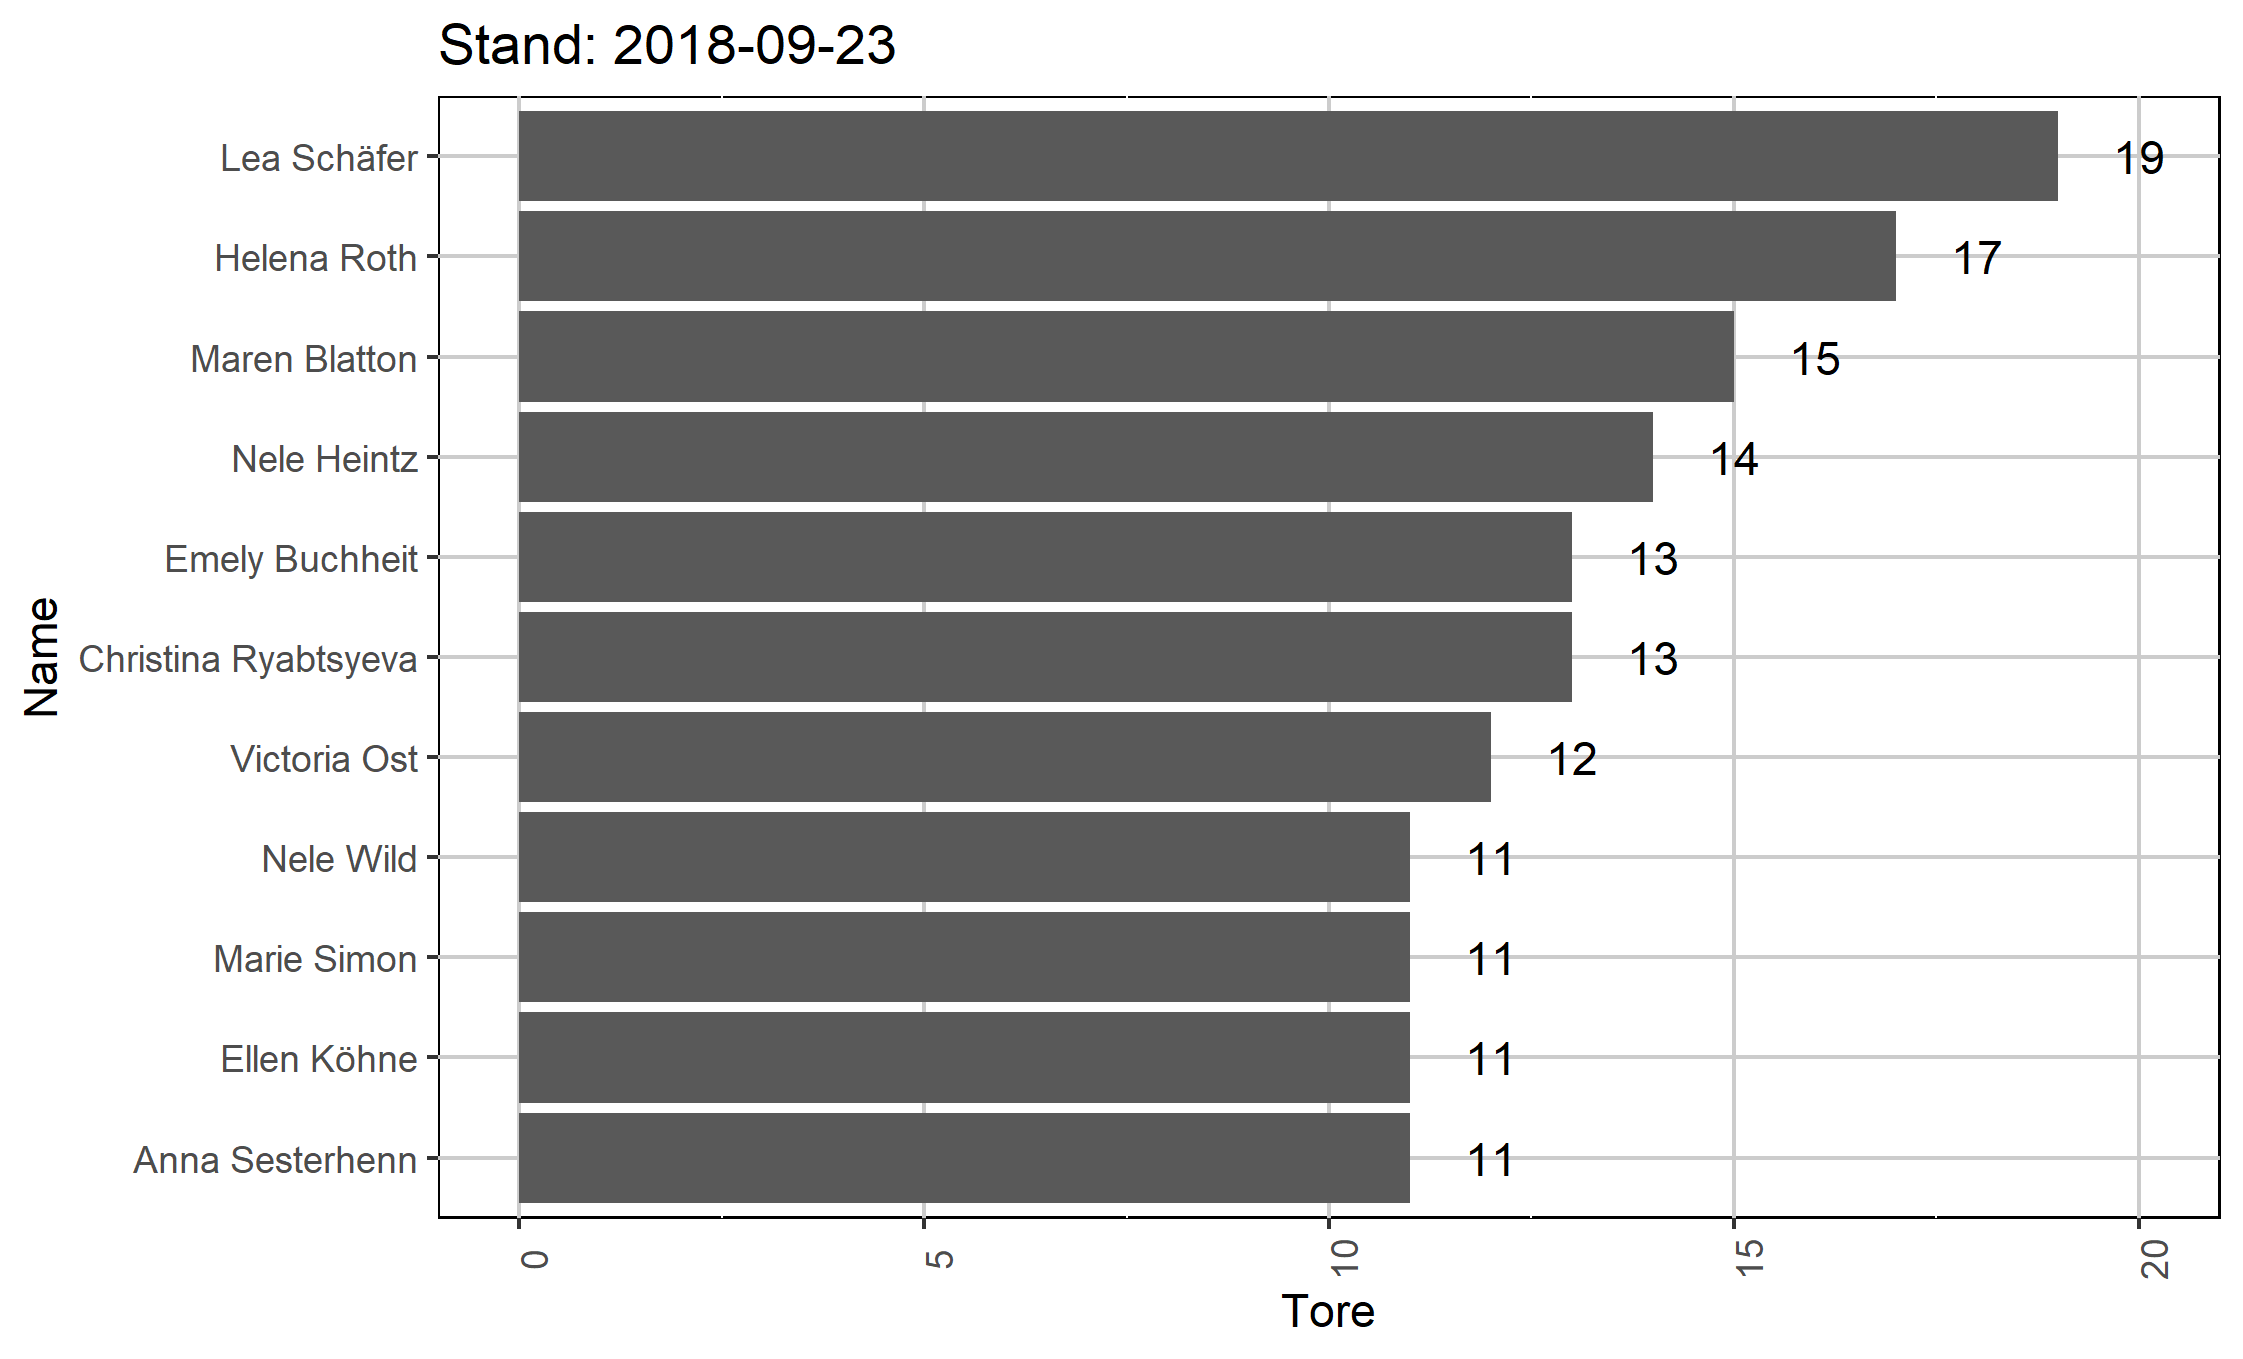 Stand: 2018-09-23
Name
Lea Schäfer 19
Helena Roth 17
Maren Blatton 15
Nele Heintz 14
Emely Buchheit 13
Christina Ryabtsyeva 13
Victoria Ost 12
Nele Wild 11
Marie Simon 11
Ellen Köhne 11
Anna Sesterhenn 11
0 5 10 15 20
Tore